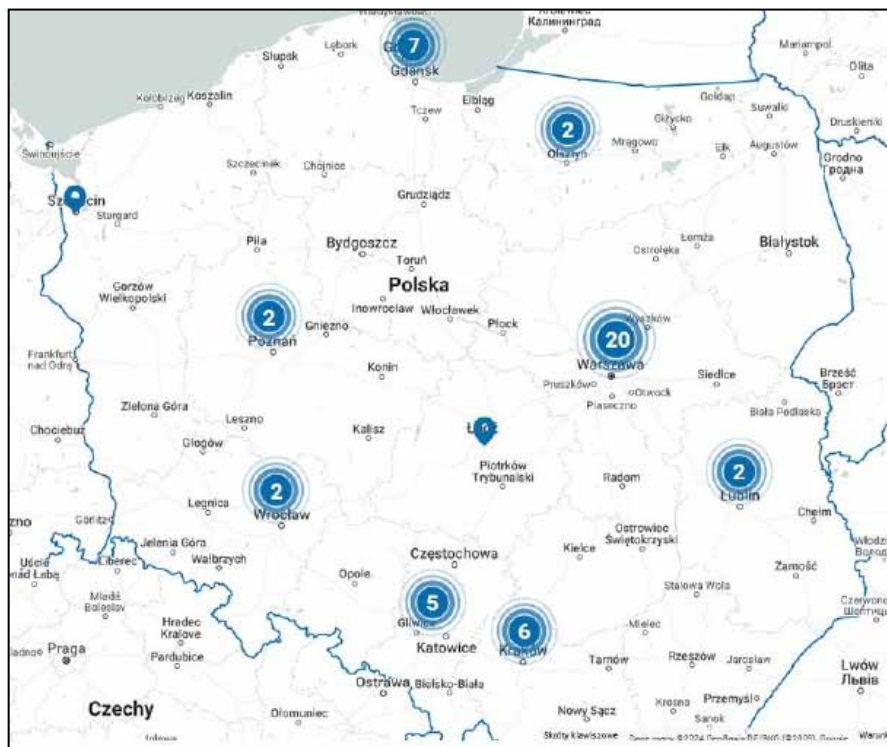 Калининград
Mariampol
Olita
7
Słupsk
Lębork
Gdańsk
Kołobrzeg
Koszalin
Tczew
Elbląg
Gołdap
Suwałki
Druskieniki
Giżycko
2
Olsztyn
Mrągowo
Ełk
Augustów
Grodno
Гродна
Świnoujście
Szczecinek
Chojnice
Grudziądz
Stargard
Piła
Bydgoszcz
Toruń
Ostrołęka
Łomża
Białystok
Polska
Gorzów
Wielkopolski
Inowrocław
Włocławek
2
Poznań
Gniezno
Płock
20
Wyszków
Warszawa
Frankfurt
nad Odrą
Konin
Pruszków
Otwock
Piaseczno
Siedlce
Brześć
Брэст
Biała Podlaska
Zielona Góra
Leszno
Kalisz
Chociebuż
Głogów
Piotrków
Trybunalski
Radom
2
Lublin
Chełm
2
Wrocław
Legnica
Görlitz
Jelenia Góra
Wałbrzych
Częstochowa
Kielce
Ostrowiec
Świętokrzyski
Zamość
Uście
nad Łabą
Liberec
Opole
Stalowa Wola
Mladá
Boleslav
5
Gliwice
Katowice
6
Kraków
Mielec
Hradec
Kralove
Pardubice
Praga
Tarnów
Rzeszów
Jarosław
Lwów
Львів
Czechy
Ostrawa
Bielsko-Biała
Ołomuniec
Nowy Sącz
Krosno
Sanok
Przemyśl
Skróty klawiszowe